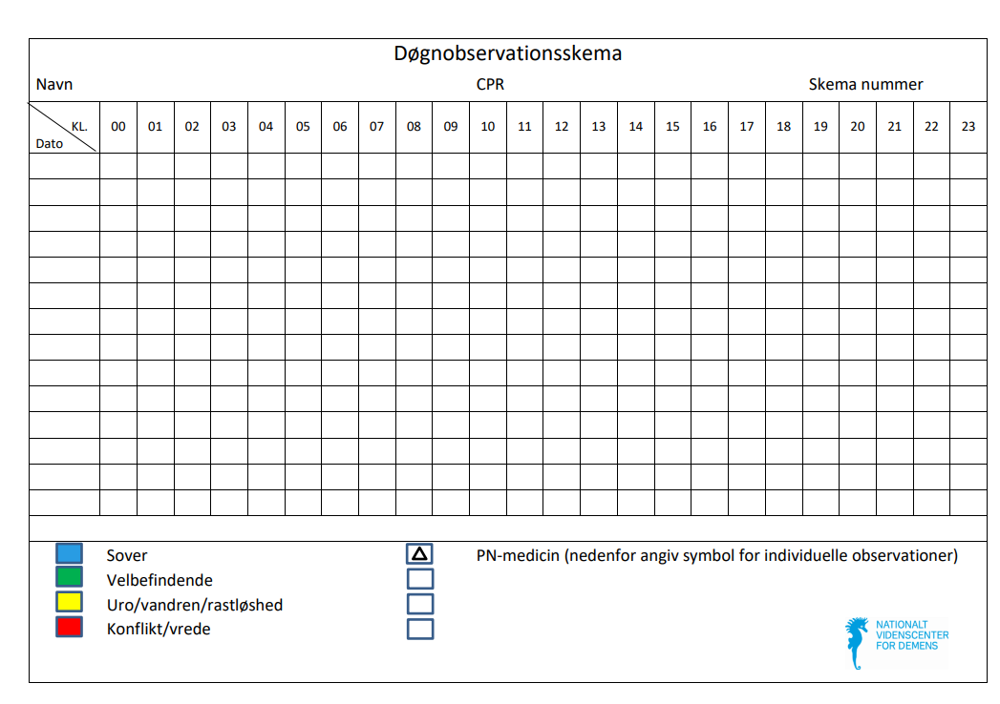 Døgnobservationsskema
Navn CPR Skema nummer
KL. 00 01 02 03 04 05 06 07 08 09 10 11 12 13 14 15 16 17 18 19 20 21 22 23
Dato
Sover PN-medicin (nedenfor angiv symbol for individuelle observationer)
Velbefindende
Uro/vandren/rastløshed
Konflikt/vrede
NATIONALT
VIDENSCENTER
FOR DEMENS